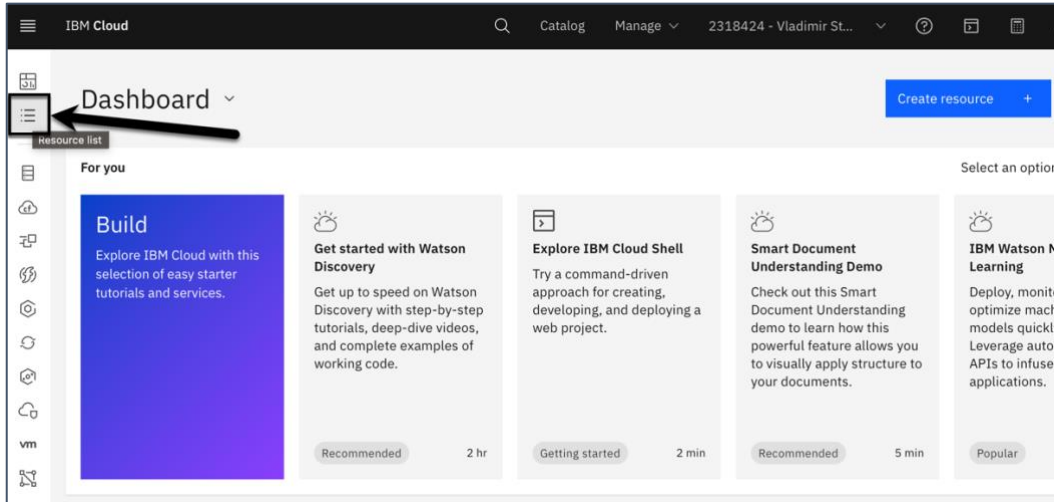 IBM Cloud
Catalog
Manage
2318424 - Vladimir St...
Dashboard
Create resource +
Resource list
For you
Select an option
Build
Explore IBM Cloud with this
selection of easy starter
tutorials and services.
Get started with Watson
Discovery
Get up to speed on Watson
Discovery with step-by-step
tutorials, deep-dive videos,
and complete examples of
working code.
Recommended
2 hr
Explore IBM Cloud Shell
Try a command-driven
approach for creating,
developing, and deploying a
web project.
Getting started
2 min
Smart Document
Understanding Demo
Check out this Smart
Document Understanding
demo to learn how this
powerful feature allows you
to visually apply structure to
your documents.
Recommended
5 min
IBM Watson
Learning
Deploy,
optimize
models
Leverage
APIs to infuse
applications.
Popular
cf
vm